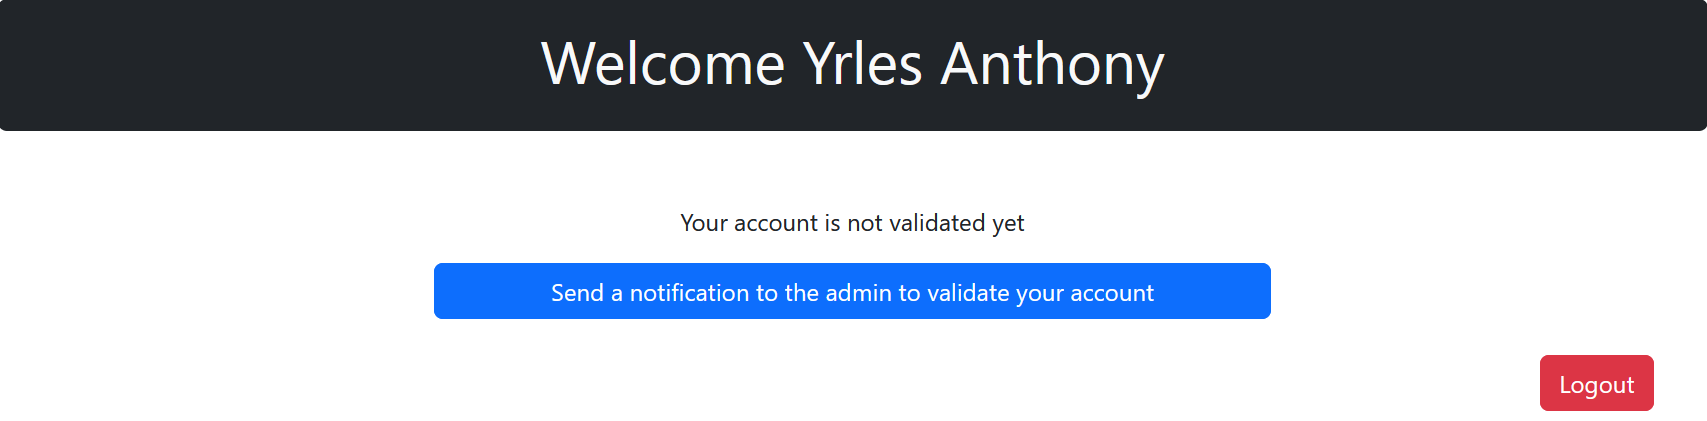 Welcome Yrles Anthony
Your account is not validated yet
Send a notification to the admin to validate your account
Logout